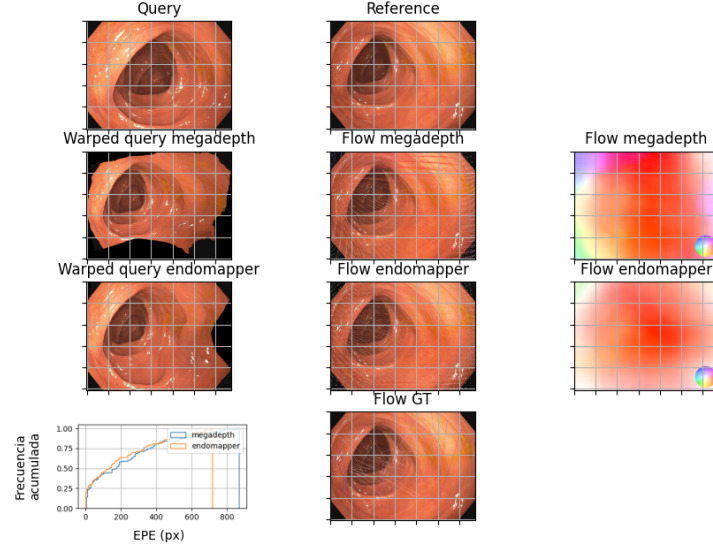 Query
Reference
Warped query megadepth
Flow megadepth
Flow megadepth
Warped query endomapper
Flow endomapper
Flow endomapper
Flow GT
1.00
0.75
0.50
0.25
0.00
Frecuencia
acumulada
megadepth
endomapper
0 200 400 600 800
EPE (px)